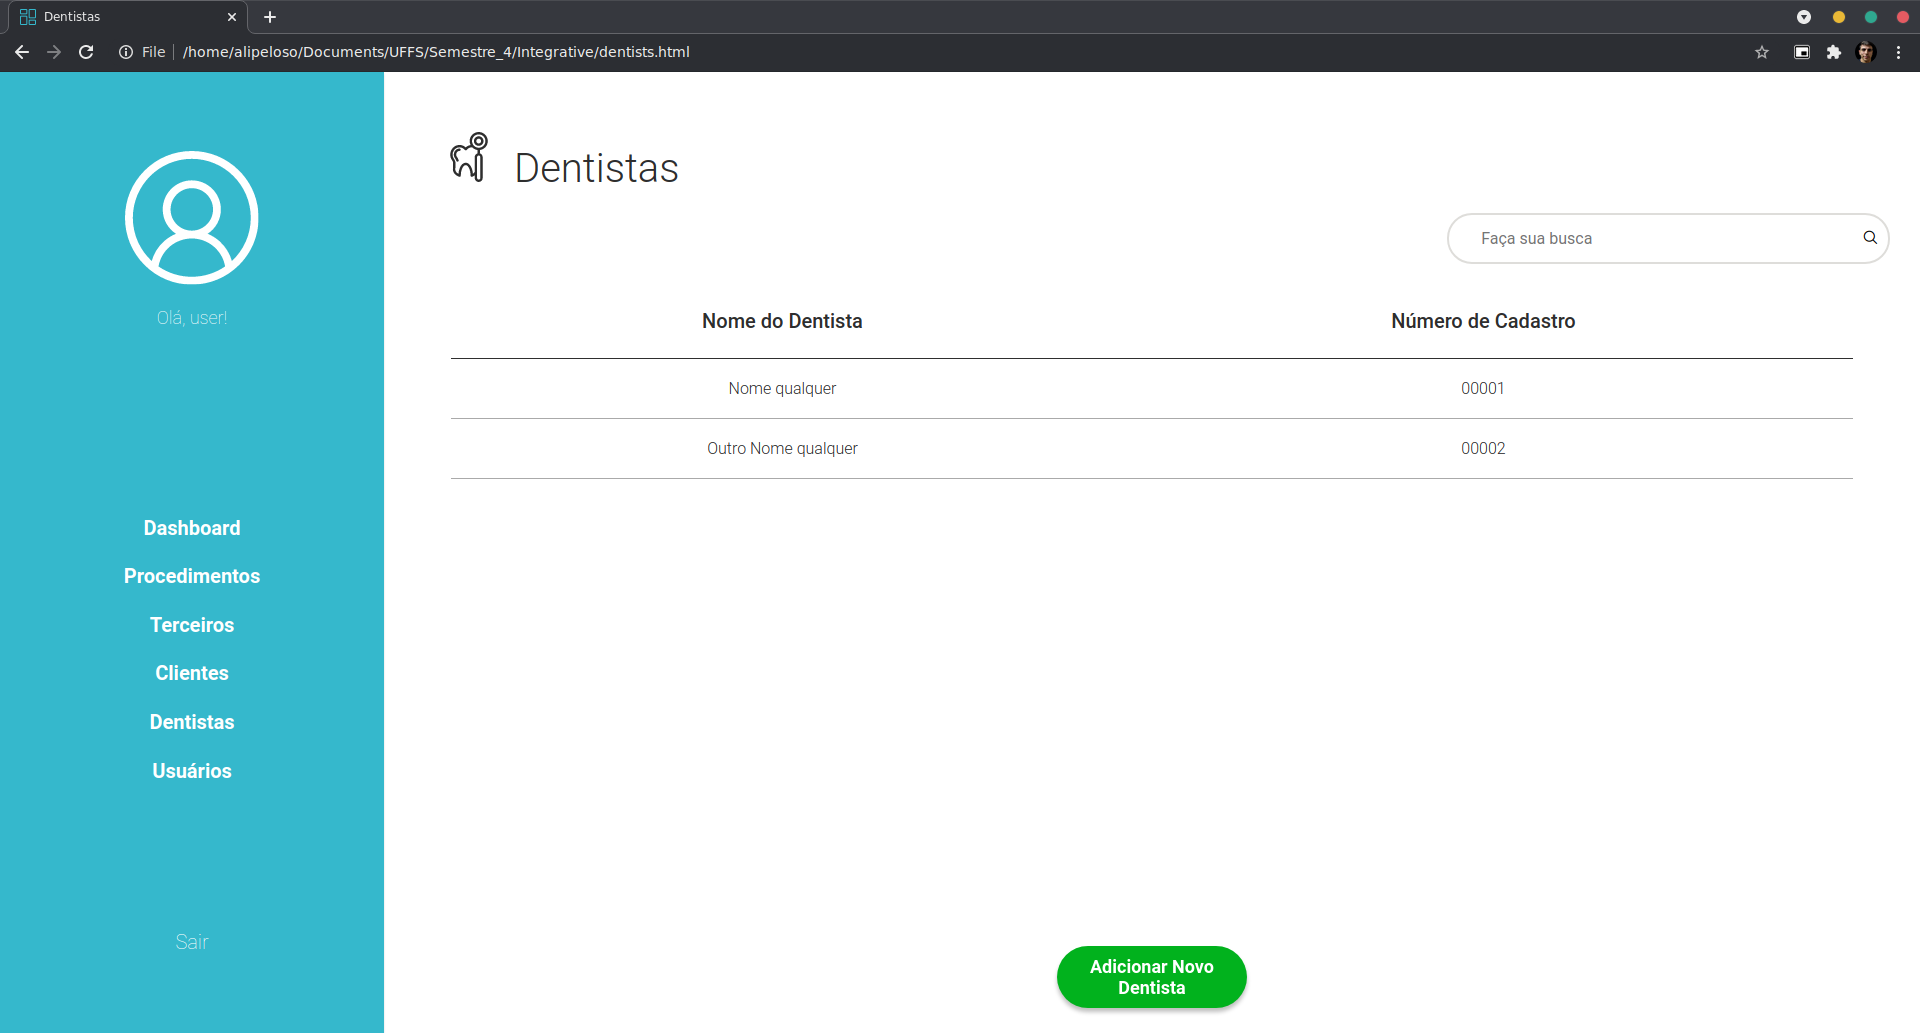 Dentistas
File
/home/alipeloso/Documents/UFFS/Semestre_4/Integrative/dentists.html
Olá, user!
Dashboard
Procedimentos
Terceiros
Clientes
Dentistas
Usuários
Sair
Dentistas
Faça sua busca
Nome do Dentista Número de Cadastro
Nome qualquer 00001
Outro Nome qualquer 00002
Adicionar Novo
Dentista